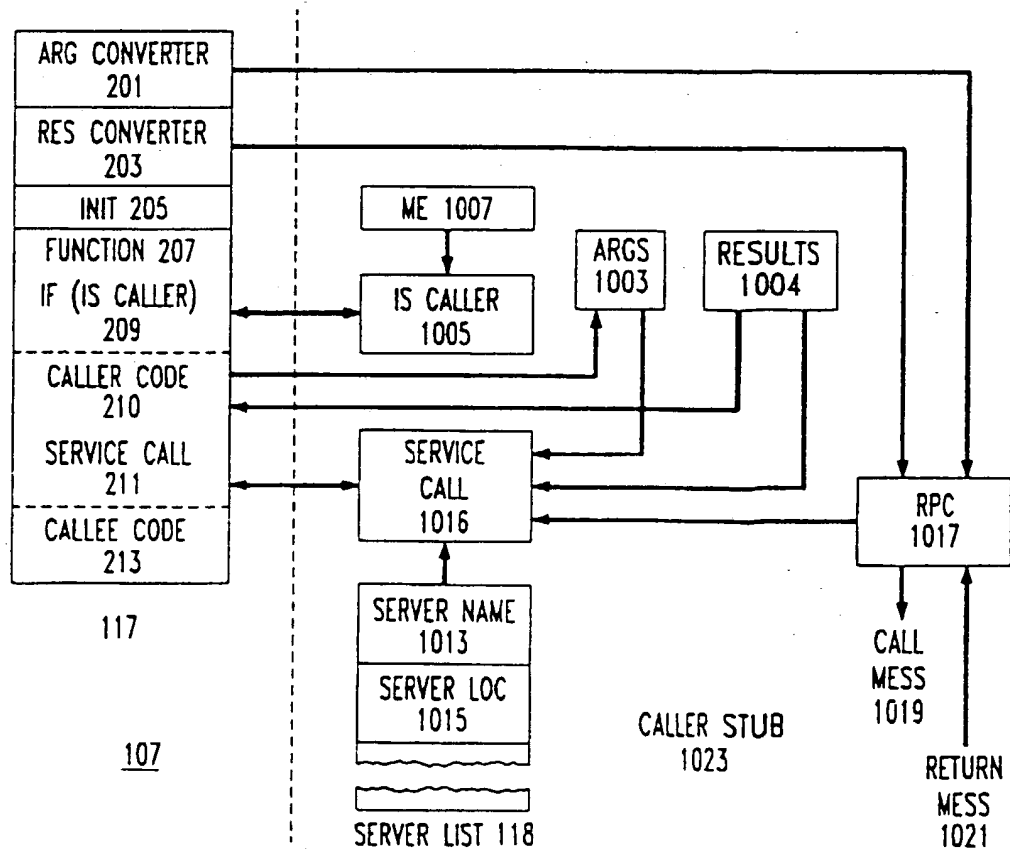 ARG CONVERTER
201
RES CONVERTER
203
INIT 205
FUNCTION 207
IF (IS CALLER)
209
CALLER CODE
210
SERVICE CALL
211
CALLEE CODE
213
117
107
ME 1007
IS CALLER
1005
ARGS
1003
RESULTS
1004
SERVICE
CALL
1016
SERVER NAME
1013
SERVER LOC
1015
SERVER LIST 118
RPC
1017
CALL
MESS
1019
CALLER STUB
1023
RETURN
MESS
1021